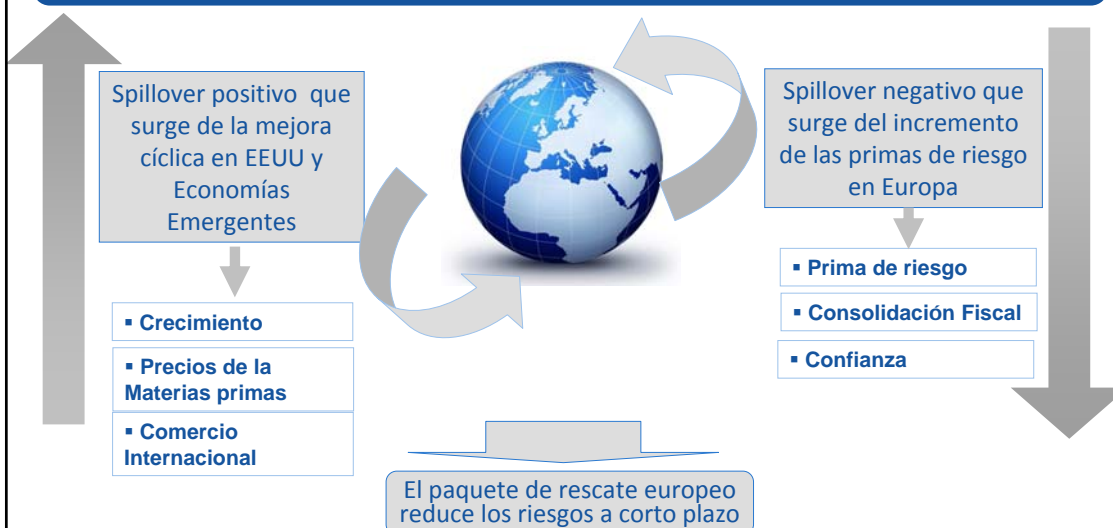 Spillover positivo que
surge de la mejora
cíclica en EEUU y
Economías
Emergentes
▪ Crecimiento
▪ Precios de la
Materias primas
▪ Comercio
Internacional
Spillover negativo que
surge del incremento
de las primas de riesgo
en Europa
▪ Prima de riesgo
▪ Consolidación Fiscal
▪ Confianza
El paquete de rescate europeo
reduce los riesgos a corto plazo